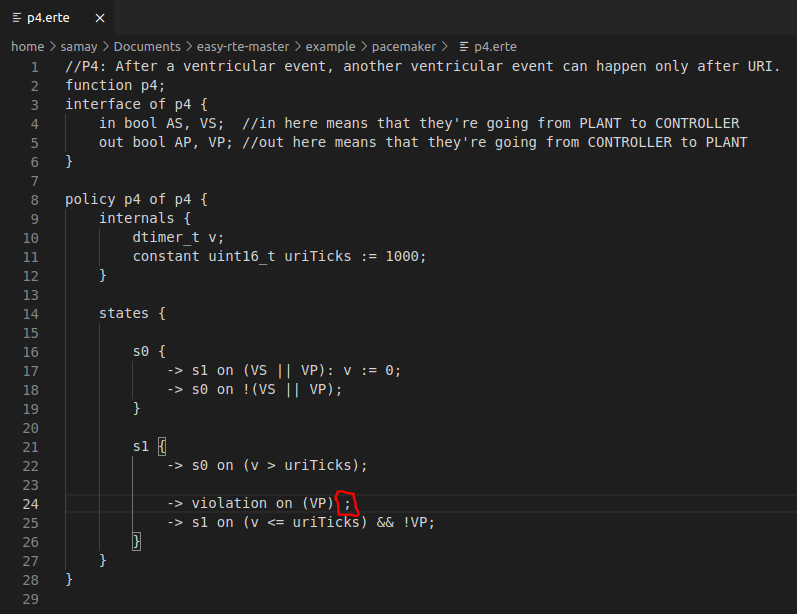 p4.erte ×
home > samay > Documents > easy-rte-master > example > pacemaker > p4.erte
1 //P4: After a ventricular event, another ventricular event can happen only after URI.
2 function p4;
3 interface of p4 {
4     in bool AS, VS;  //in here means that they're going from PLANT to CONTROLLER
5     out bool AP, VP; //out here means that they're going from CONTROLLER to PLANT
6 }
7
8 policy p4 of p4 {
9     internals {
10         dtimer_t v;
11         constant uint16_t uriTicks := 1000;
12     }
13
14     states {
15
16         s0 {
17             -> s1 on (VS || VP): v := 0;
18             -> s0 on !(VS || VP);
19         }
20
21         s1 {
22             -> s0 on (v > uriTicks);
23
24             -> violation on (VP) ;
25             -> s1 on (v <= uriTicks) && !VP;
26         }
27     }
28 }
29